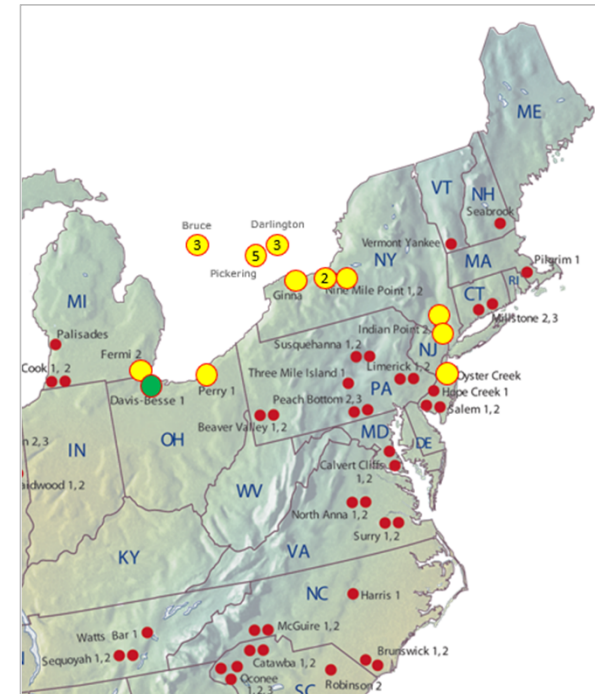 ME
VT
NH
Seabrook
Bruce
Darlington
3
3
5
Pickering
Vermont Yankee
NY
MA
Pilgrim 1
RI
2
Ginna
Nine Mile Point 1, 2
CT
Millstone 2,3
MI
Palisades
Indian Point 2
Fermi 2
Susquehanna 1,2
NJ
Cook 1, 2
Three Mile Island 1
Limerick 1, 2
Oyster Creek
PA
Perry 1
Davis-Besse 1
Hope Creek 1
Peach Bottom 2,3
Salem 1,2
Beaver Valley 1,2
OH
MD
DE
n 2,3
IN
Calvert Cliffs
1,2
aidwood 1,2
WV
North Anna 1, 2
Surry 1,2
KY
VA
NC
Harris 1
Watts Bar 1
McGuire 1, 2
Sequoyah 1,2
Catawba 1, 2
Brunswick 1,2
Oconee
1,2,3
SC
Robinson 2